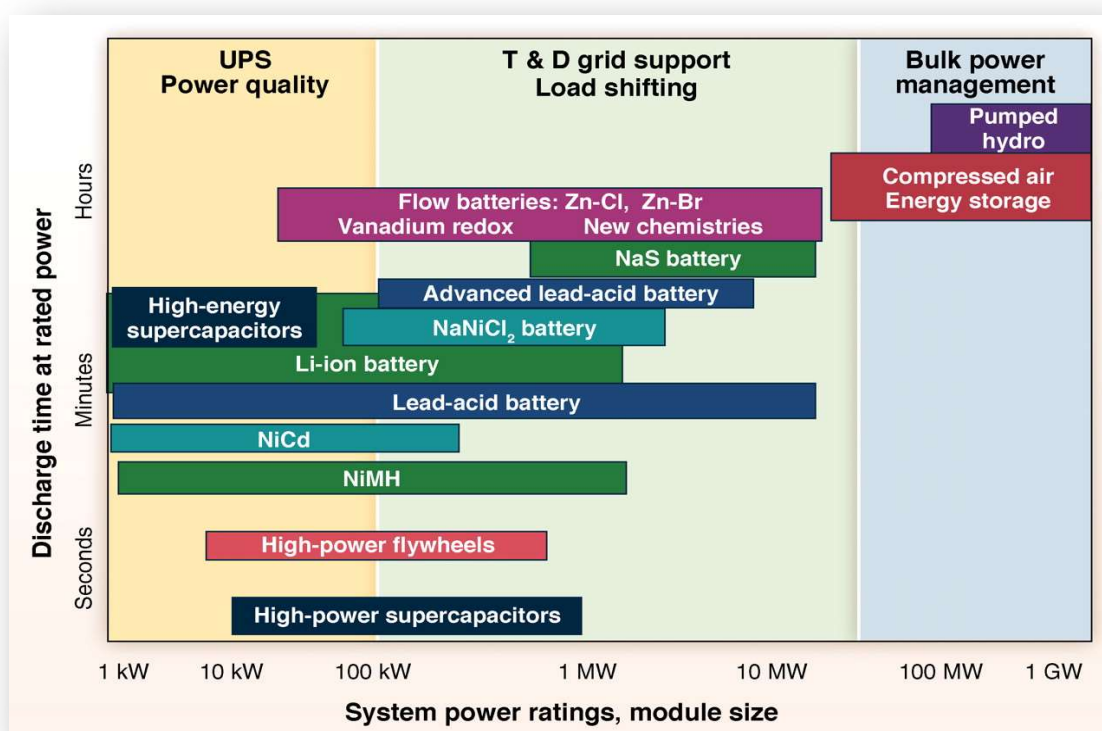 UPS
Power quality
T & D grid support
Load shifting
Bulk power
management
Pumped
hydro
Compressed air
Energy storage
Flow batteries: Zn-Cl, Zn-Br
Vanadium redox New chemistries
NaS battery
Advanced lead-acid battery
High-energy
supercapacitors
NaNiCl₂ battery
Li-ion battery
Lead-acid battery
NiCd
NiMH
High-power flywheels
High-power supercapacitors
Discharge time at rated power
Hours
Minutes
Seconds
1 kW 10 kW 100 kW 1 MW 10 MW 100 MW 1 GW
System power ratings, module size